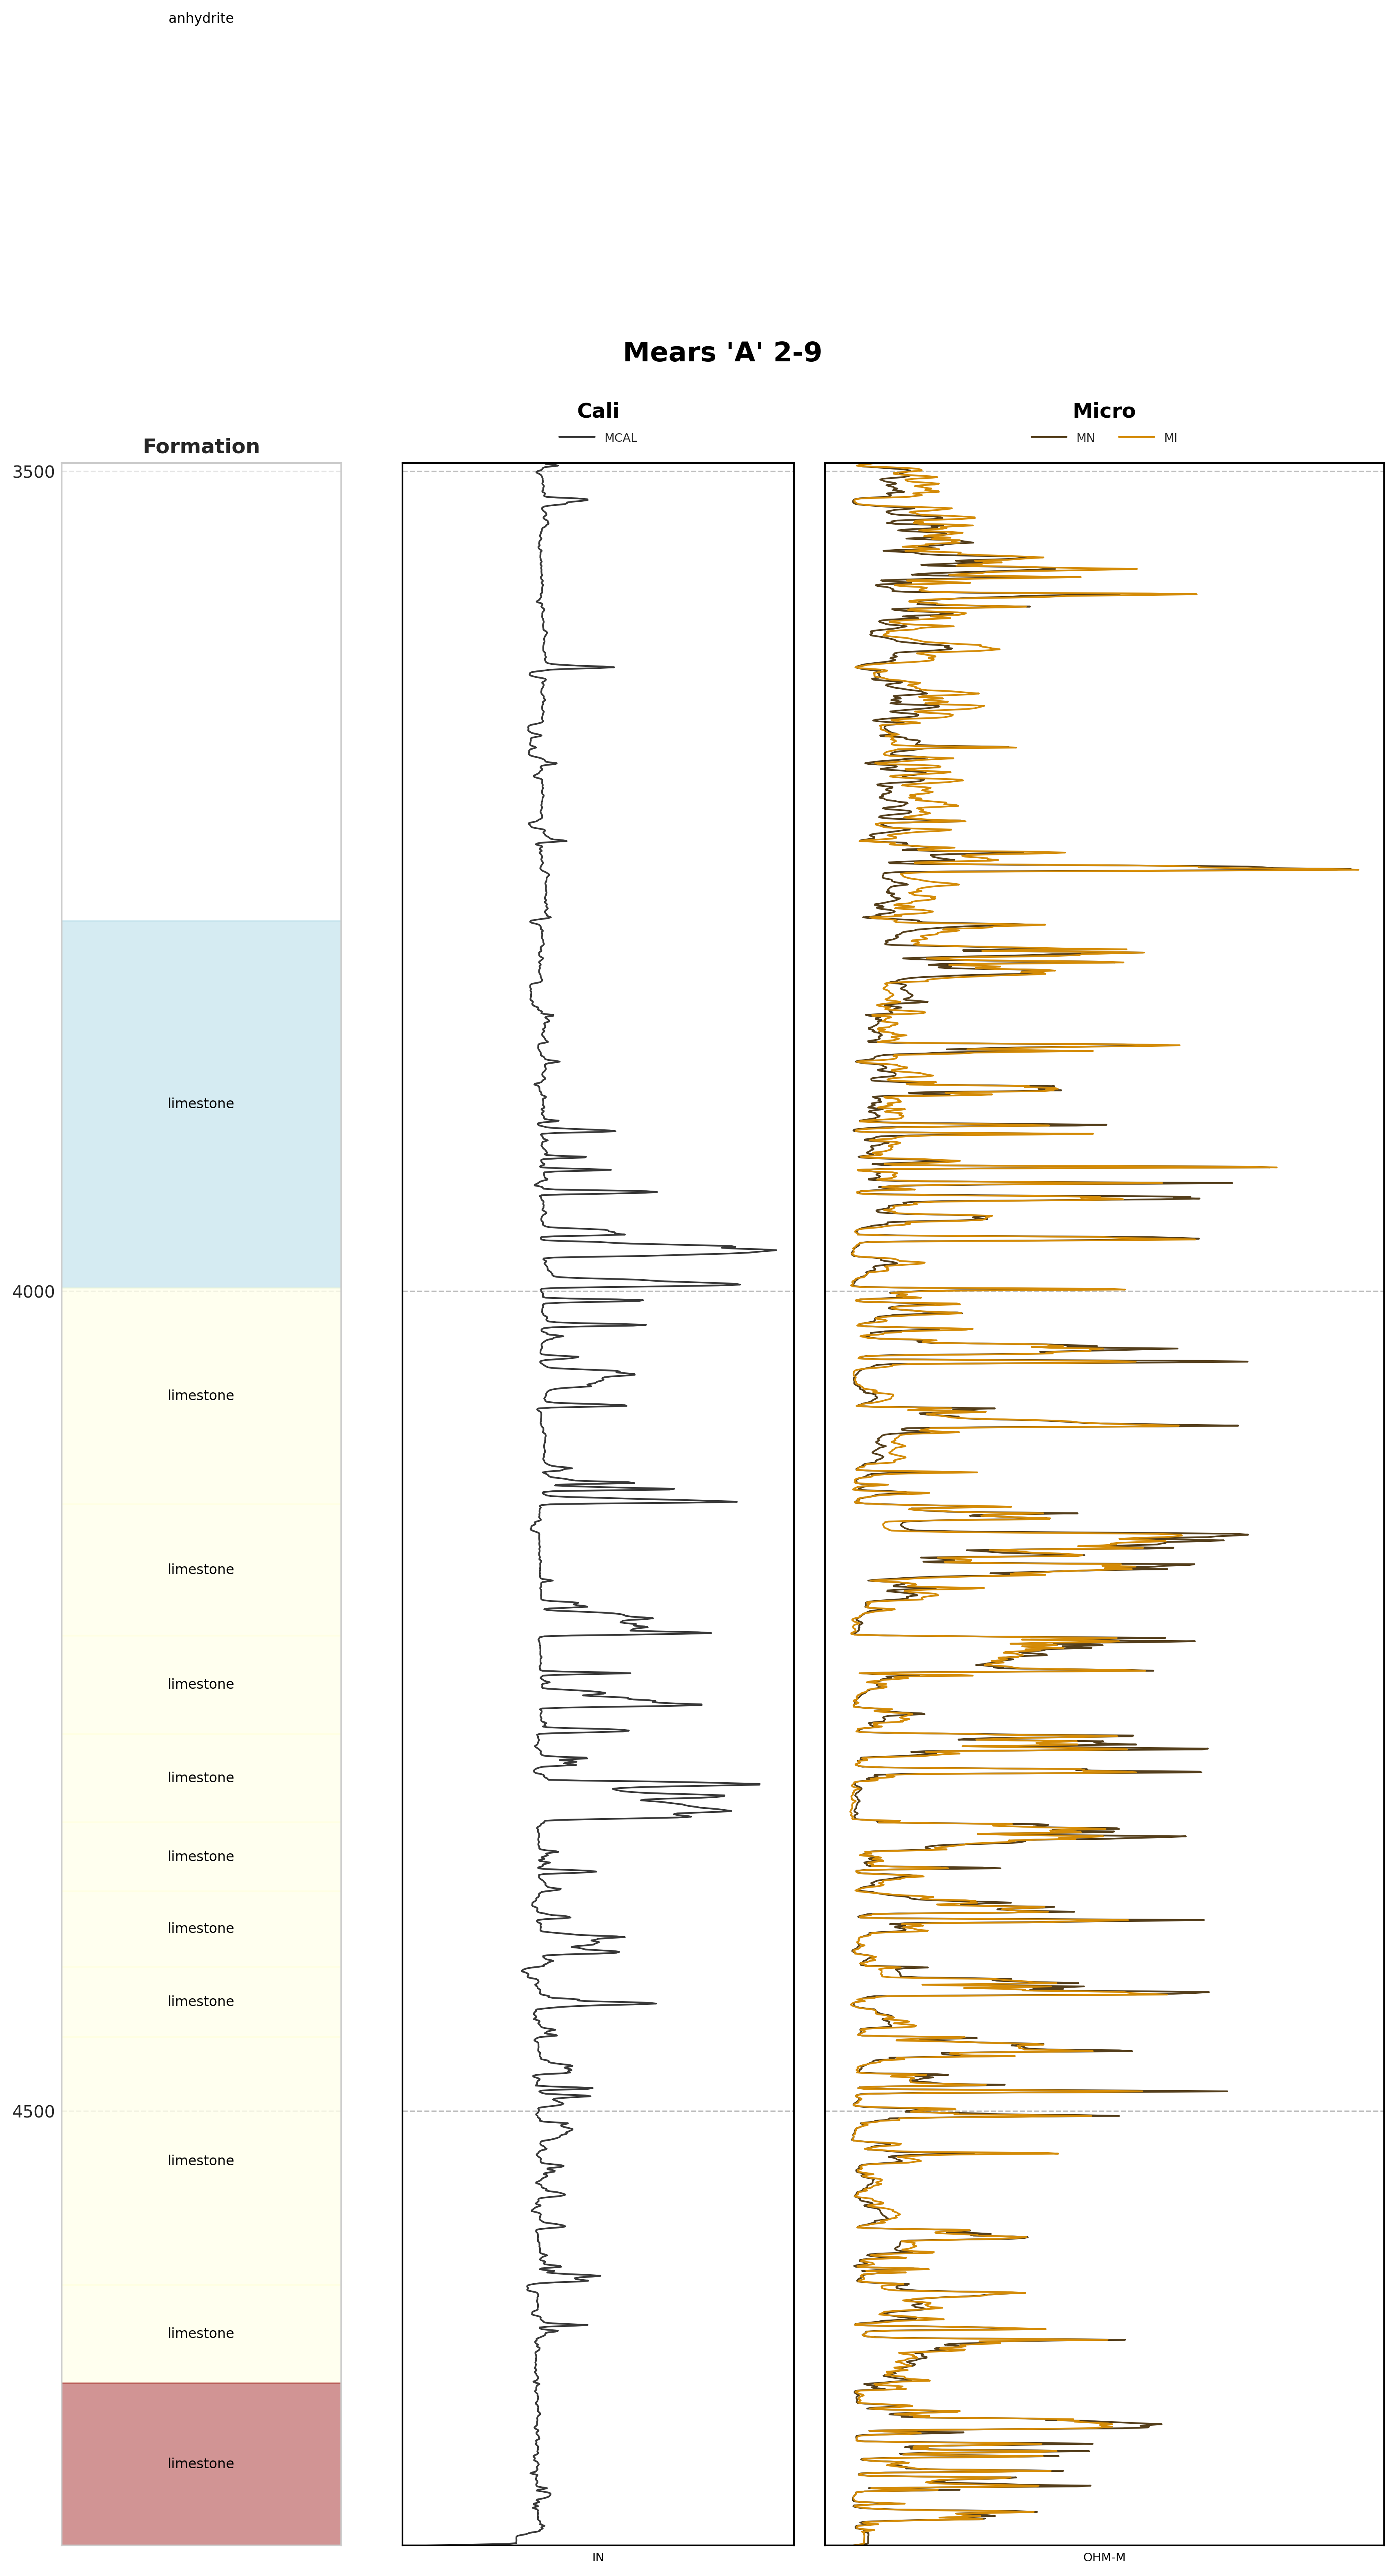 anhydrite
Mears 'A' 2-9
Formation
Cali
Micro
MCAL
MN MI
3500
limestone
4000
limestone
limestone
limestone
limestone
limestone
limestone
limestone
4500
limestone
limestone
limestone
IN
OHM-M